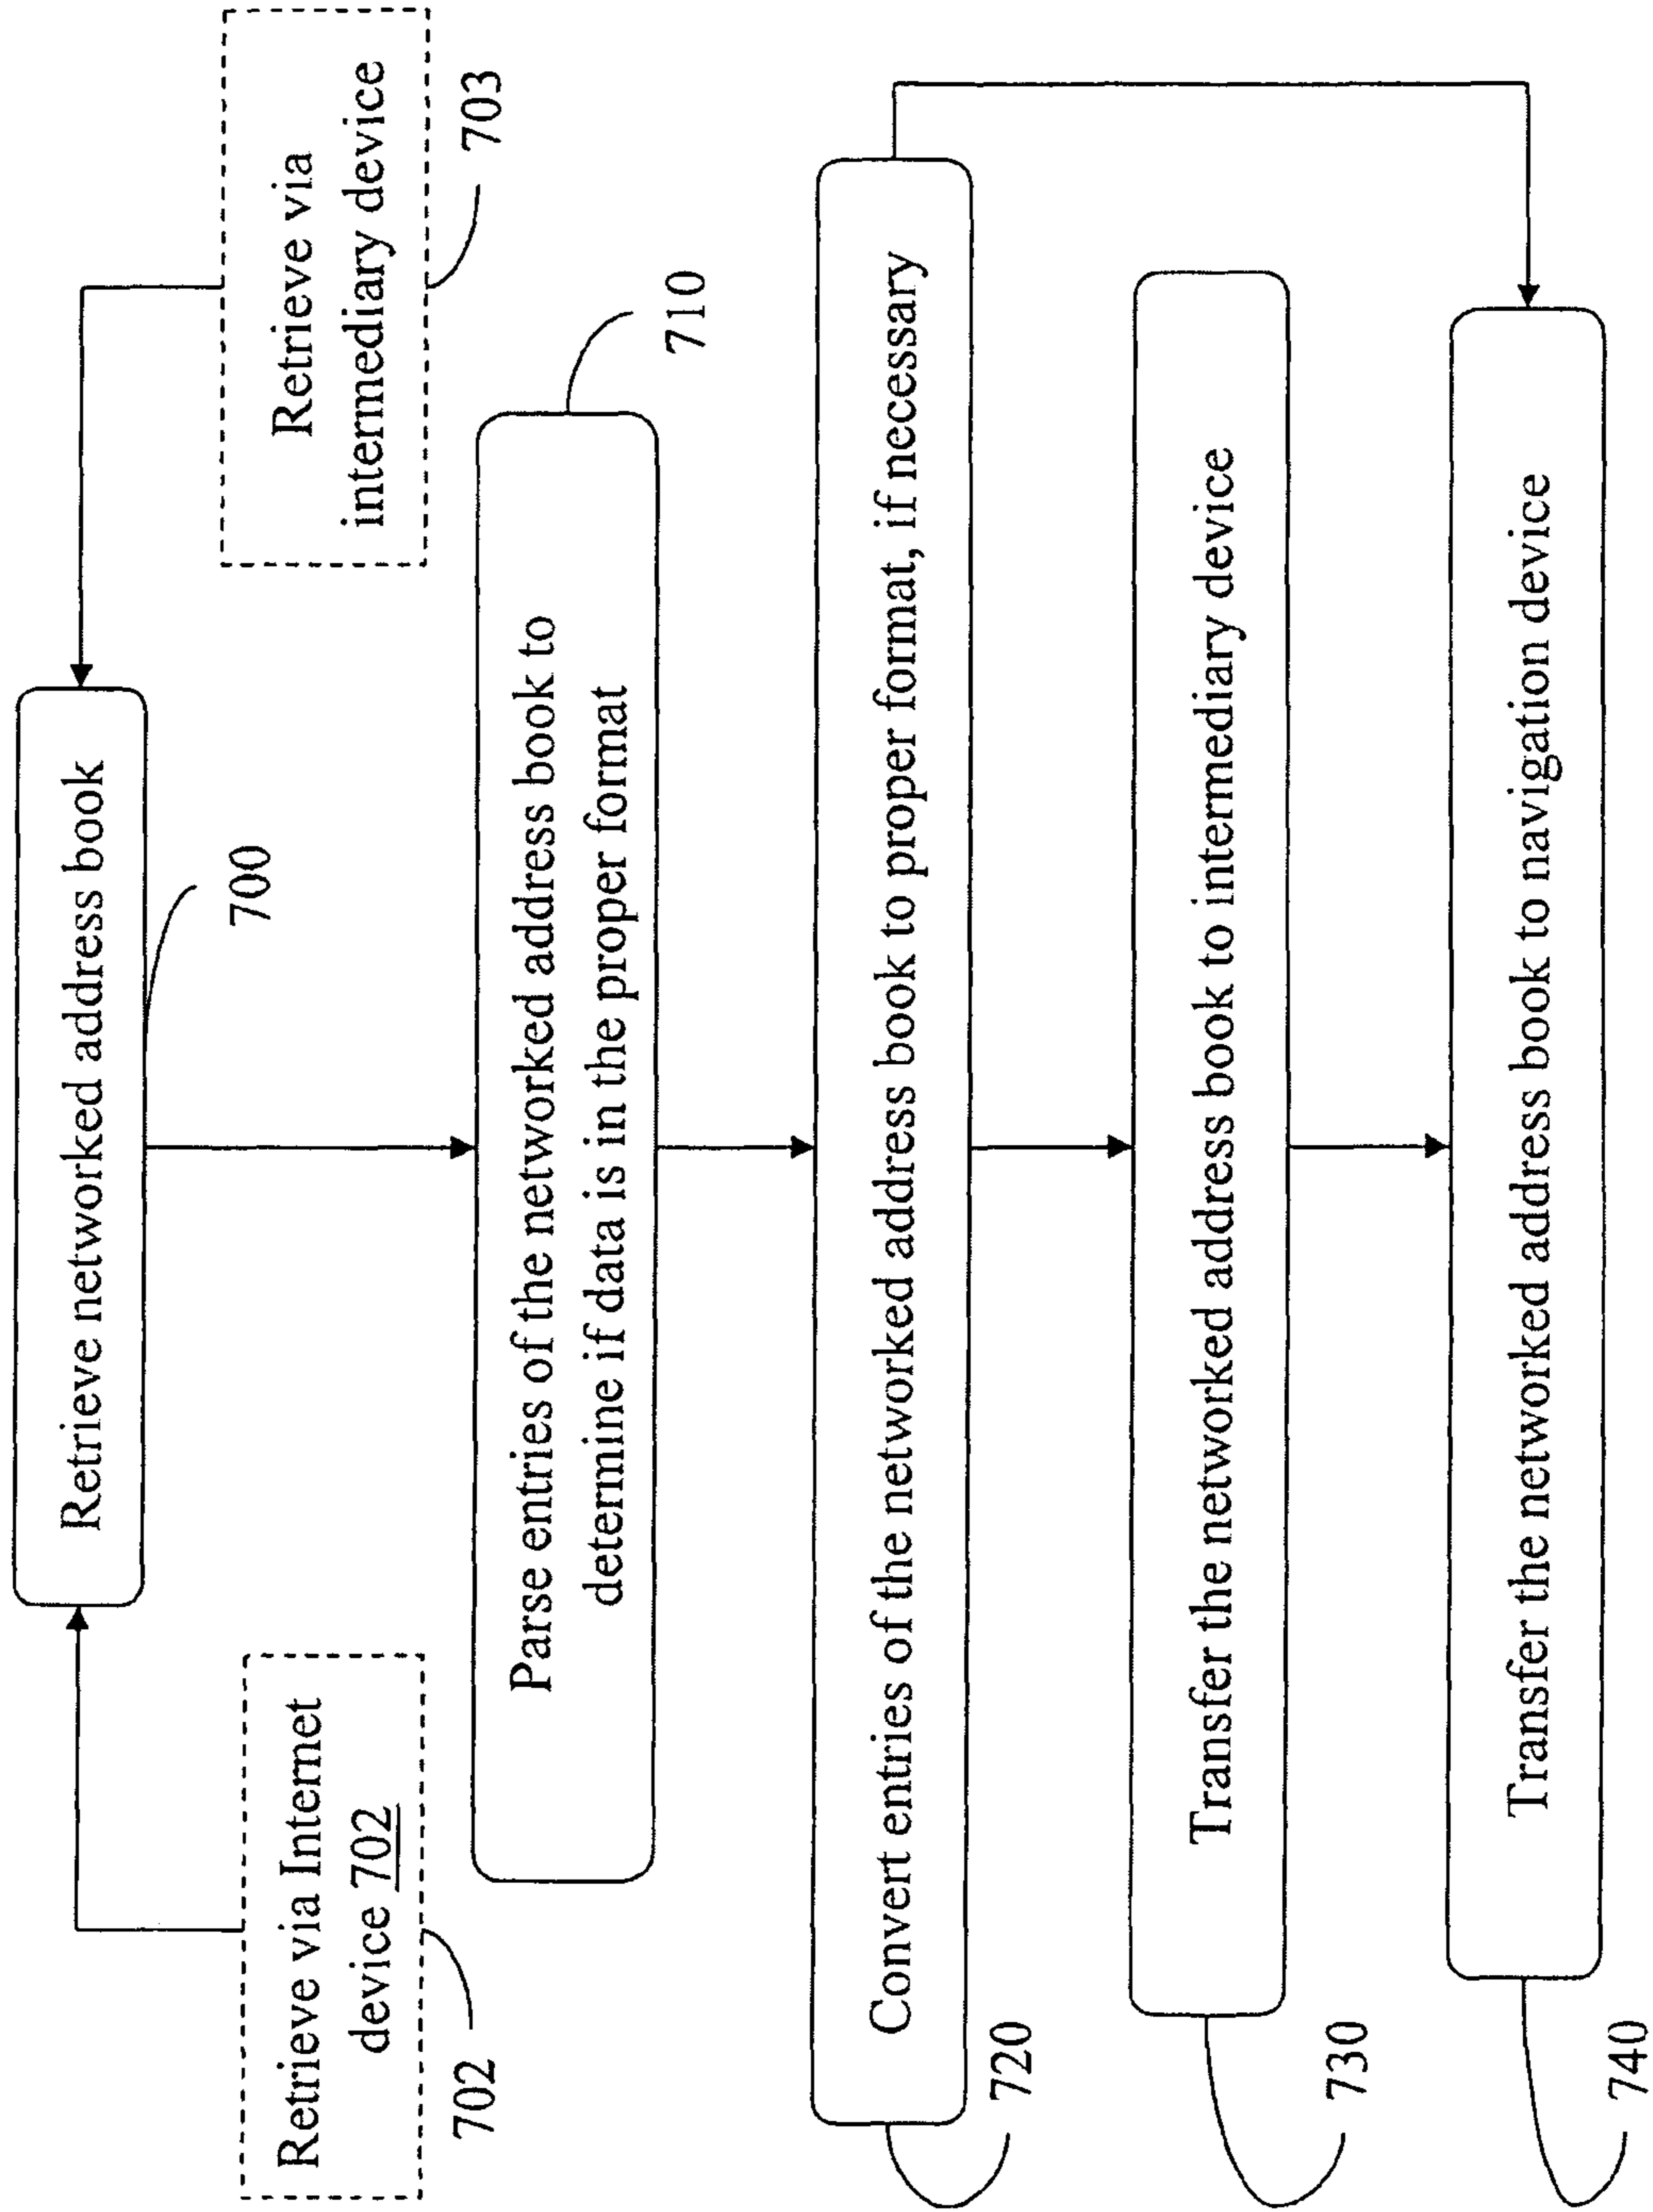 Retrieve networked address book
700
Retrieve via Internet
device 702
702
Retrieve via
intermediary device
703
Parse entries of the networked address book to
determine if data is in the proper format
710
Convert entries of the networked address book to proper format, if necessary
720
Transfer the networked address book to intermediary device
730
Transfer the networked address book to navigation device
740